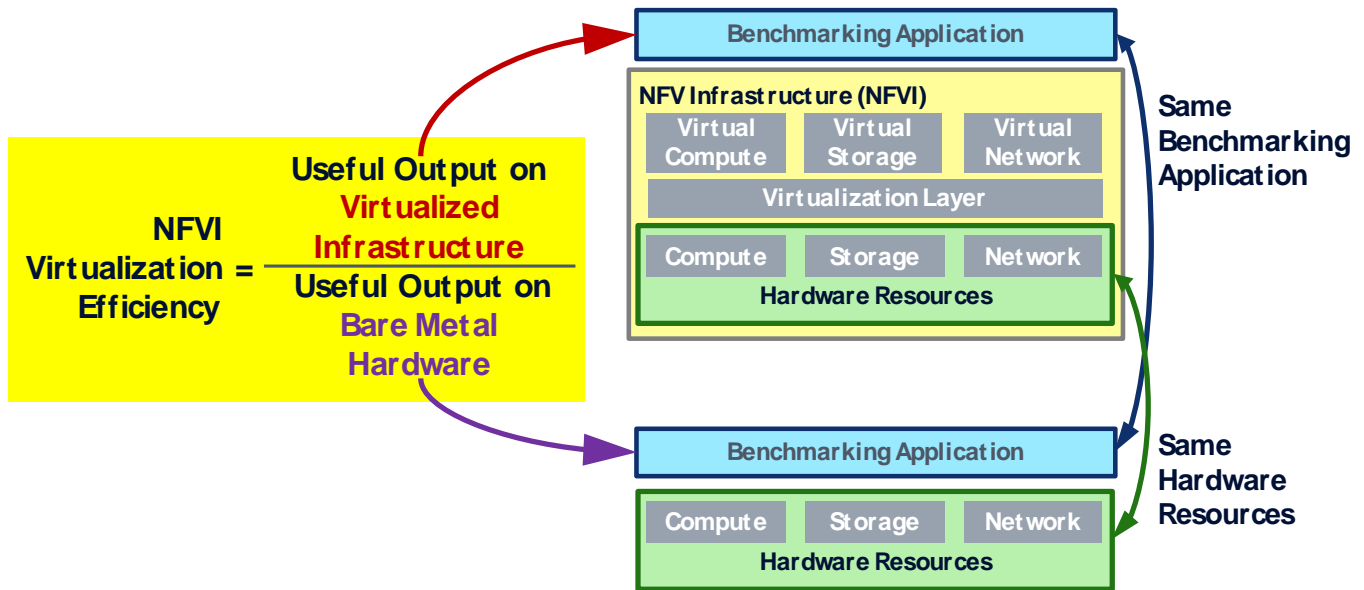 NFVI
Virtualization =
Efficiency
Useful Output on
Virtualized
Infrastructure
Useful Output on
Bare Metal
Hardware
Benchmarking Application
NFV Infrastructure (NFVI)
Virtual
Compute
Virtual
Storage
Virtual
Network
Virtualization Layer
Compute
Storage
Network
Hardware Resources
Same
Benchmarking
Application
Benchmarking Application
Compute
Storage
Network
Hardware Resources
Same
Hardware
Resources